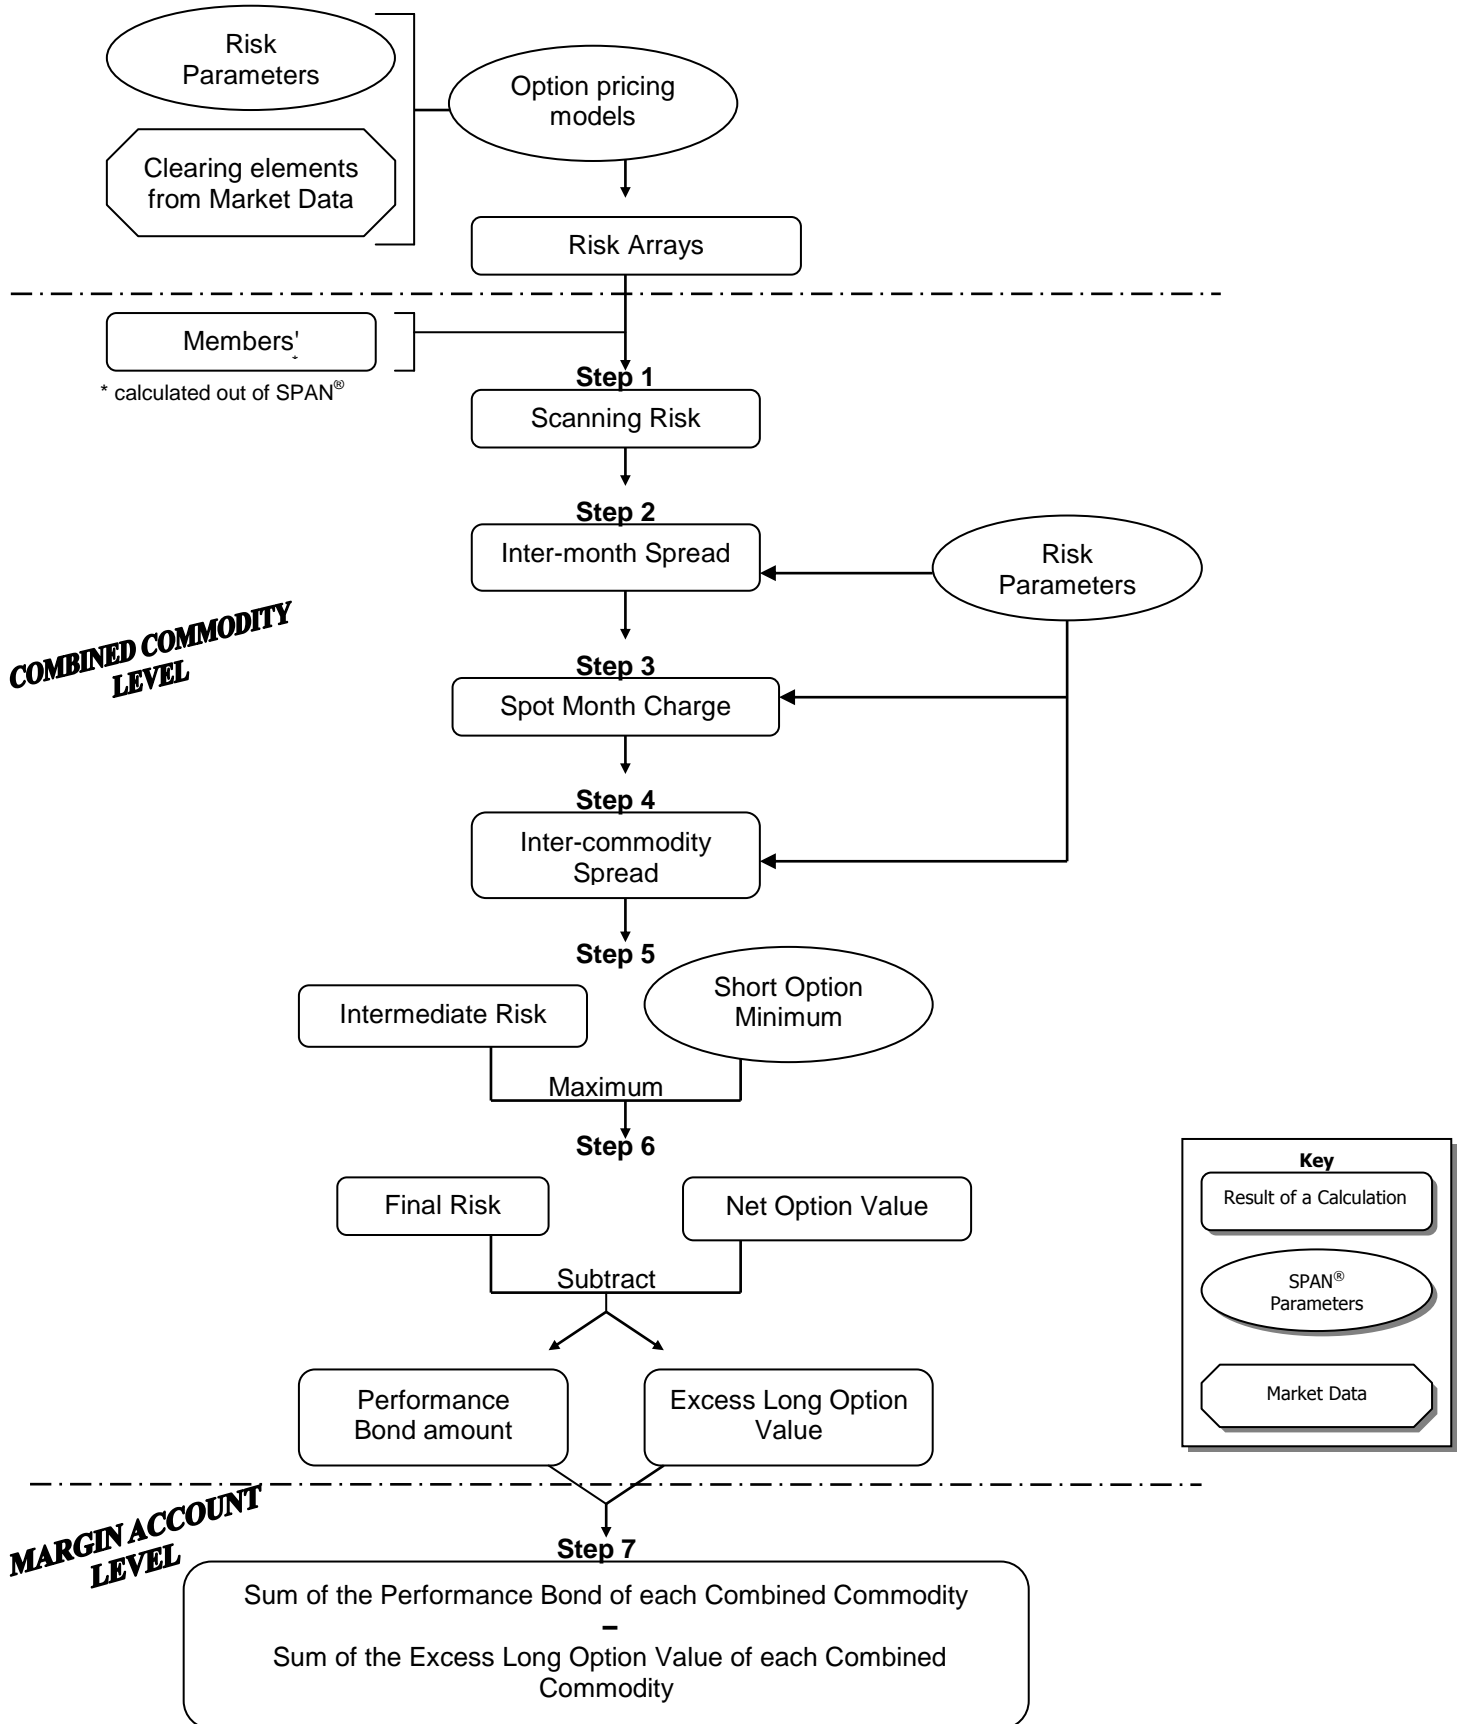 Risk
Parameters
Option pricing
models
Clearing elements
from Market Data
Risk Arrays
Members'
*
* calculated out of SPAN®
Step 1
Scanning Risk
Step 2
Inter-month Spread
Risk
Parameters
COMBINED COMMODITY
LEVEL
Step 3
Spot Month Charge
Step 4
Inter-commodity
Spread
Step 5
Intermediate Risk
Short Option
Minimum
Maximum
Step 6
Final Risk
Net Option Value
Subtract
Performance
Bond amount
Excess Long Option
Value
Key
Result of a Calculation
SPAN®
Parameters
Market Data
MARGIN ACCOUNT
LEVEL
Step 7
Sum of the Performance Bond of each Combined Commodity
–
Sum of the Excess Long Option Value of each Combined
Commodity